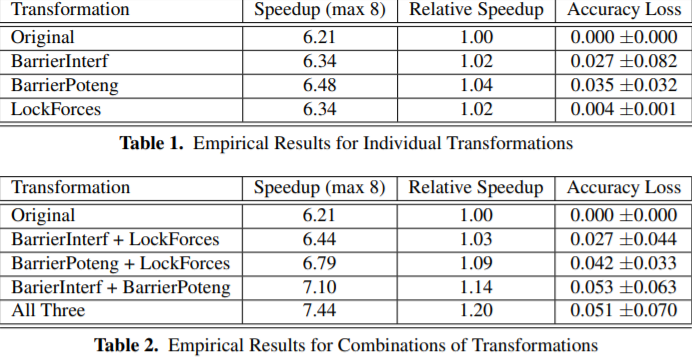 Transformation Speedup (max 8) Relative Speedup Accuracy Loss
Original 6.21 1.00 0.000 ±0.000
BarrierInterf 6.34 1.02 0.027 ±0.082
BarrierPoteng 6.48 1.04 0.035 ±0.032
LockForces 6.34 1.02 0.004 ±0.001
Table 1. Empirical Results for Individual Transformations
Transformation Speedup (max 8) Relative Speedup Accuracy Loss
Original 6.21 1.00 0.000 ±0.000
BarrierInterf + LockForces 6.44 1.03 0.027 ±0.044
BarrierPoteng + LockForces 6.79 1.09 0.042 ±0.033
BarierInterf + BarrierPoteng 7.10 1.14 0.053 ±0.063
All Three 7.44 1.20 0.051 ±0.070
Table 2. Empirical Results for Combinations of Transformations